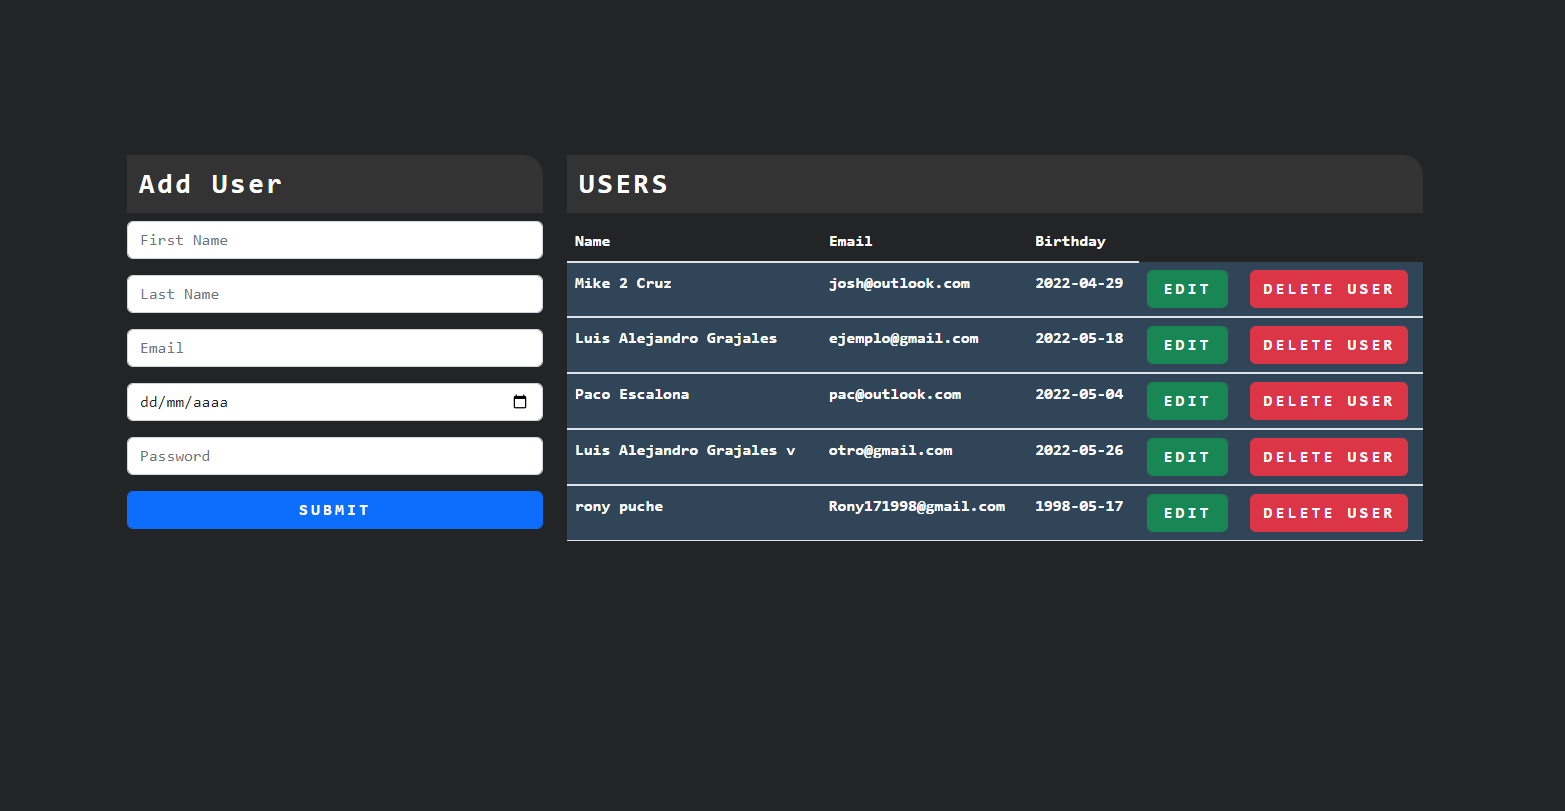 Add User
First Name
Last Name
Email
dd/mm/aaaa
Password
SUBMIT
USERS
Name Email Birthday
Mike 2 Cruz josh@outlook.com 2022-04-29 EDIT DELETE USER
Luis Alejandro Grajales ejemplo@gmail.com 2022-05-18 EDIT DELETE USER
Paco Escalona pac@outlook.com 2022-05-04 EDIT DELETE USER
Luis Alejandro Grajales v otro@gmail.com 2022-05-26 EDIT DELETE USER
rony puche Rony171998@gmail.com 1998-05-17 EDIT DELETE USER